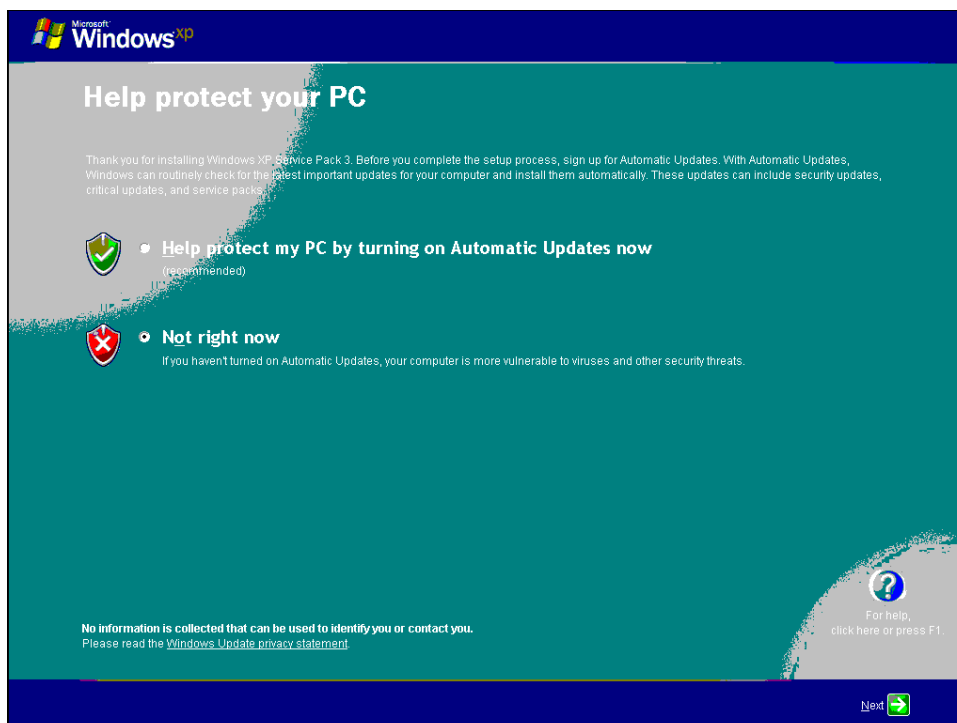 Microsoft
Windows xp
Help protect your PC
Thank you for installing Windows XP Service Pack 3. Before you complete the setup process, sign up for Automatic Updates. With Automatic Updates,
Windows can routinely check for the latest important updates for your computer and install them automatically. These updates can include security updates,
critical updates, and service packs.
Help protect my PC by turning on Automatic Updates now
(recommended)
Not right now
If you haven't turned on Automatic Updates, your computer is more vulnerable to viruses and other security threats.
For help,
click here or press F1.
No information is collected that can be used to identify you or contact you.
Please read the Windows Update privacy statement.
Next